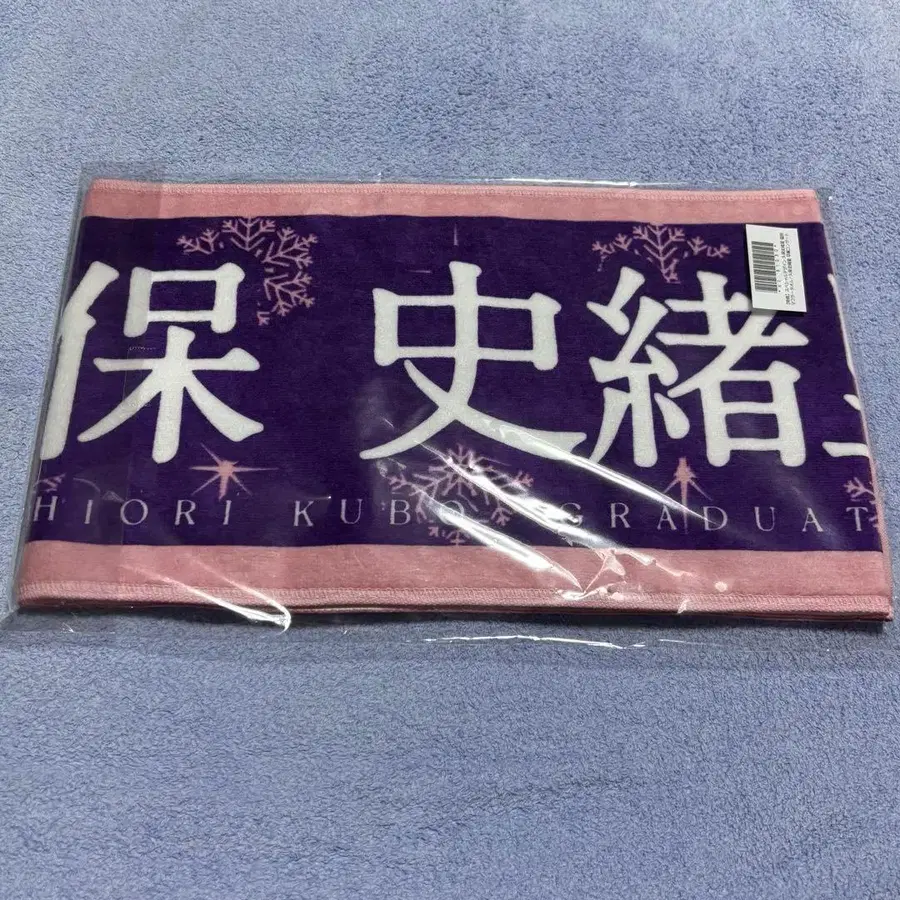 保 史緒
HIORI KUBO GRADUAT